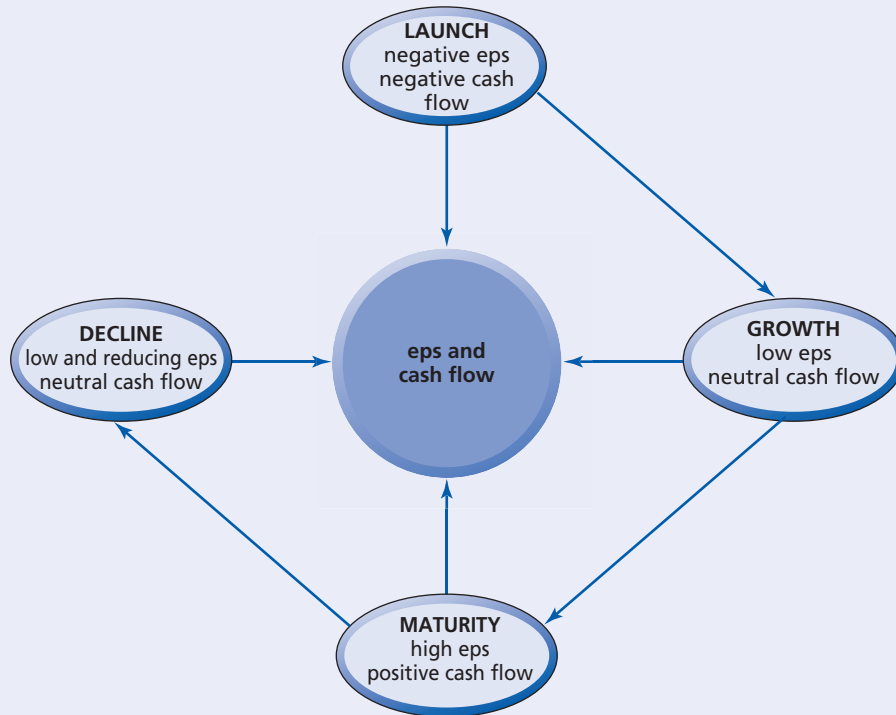 LAUNCH
negative eps
negative cash
flow
DECLINE
low and reducing eps
neutral cash flow
eps and
cash flow
GROWTH
low eps
neutral cash flow
MATURITY
high eps
positive cash flow